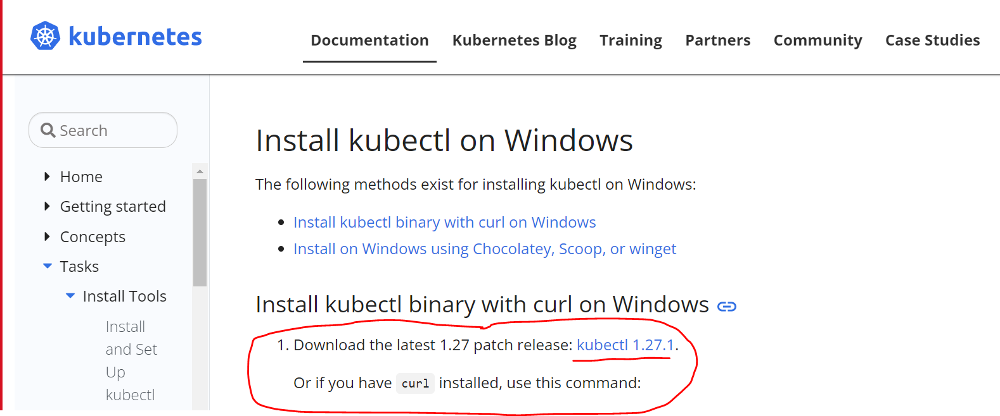 kubernetes
Documentation Kubernetes Blog Training Partners Community Case Studies
Search
Home
Getting started
Concepts
Tasks
Install Tools
Install
and Set
Up
kubectl
Install kubectl on Windows
The following methods exist for installing kubectl on Windows:
Install kubectl binary with curl on Windows
Install on Windows using Chocolatey, Scoop, or winget
Install kubectl binary with curl on Windows
1. Download the latest 1.27 patch release: kubectl 1.27.1.
Or if you have curl installed, use this command: